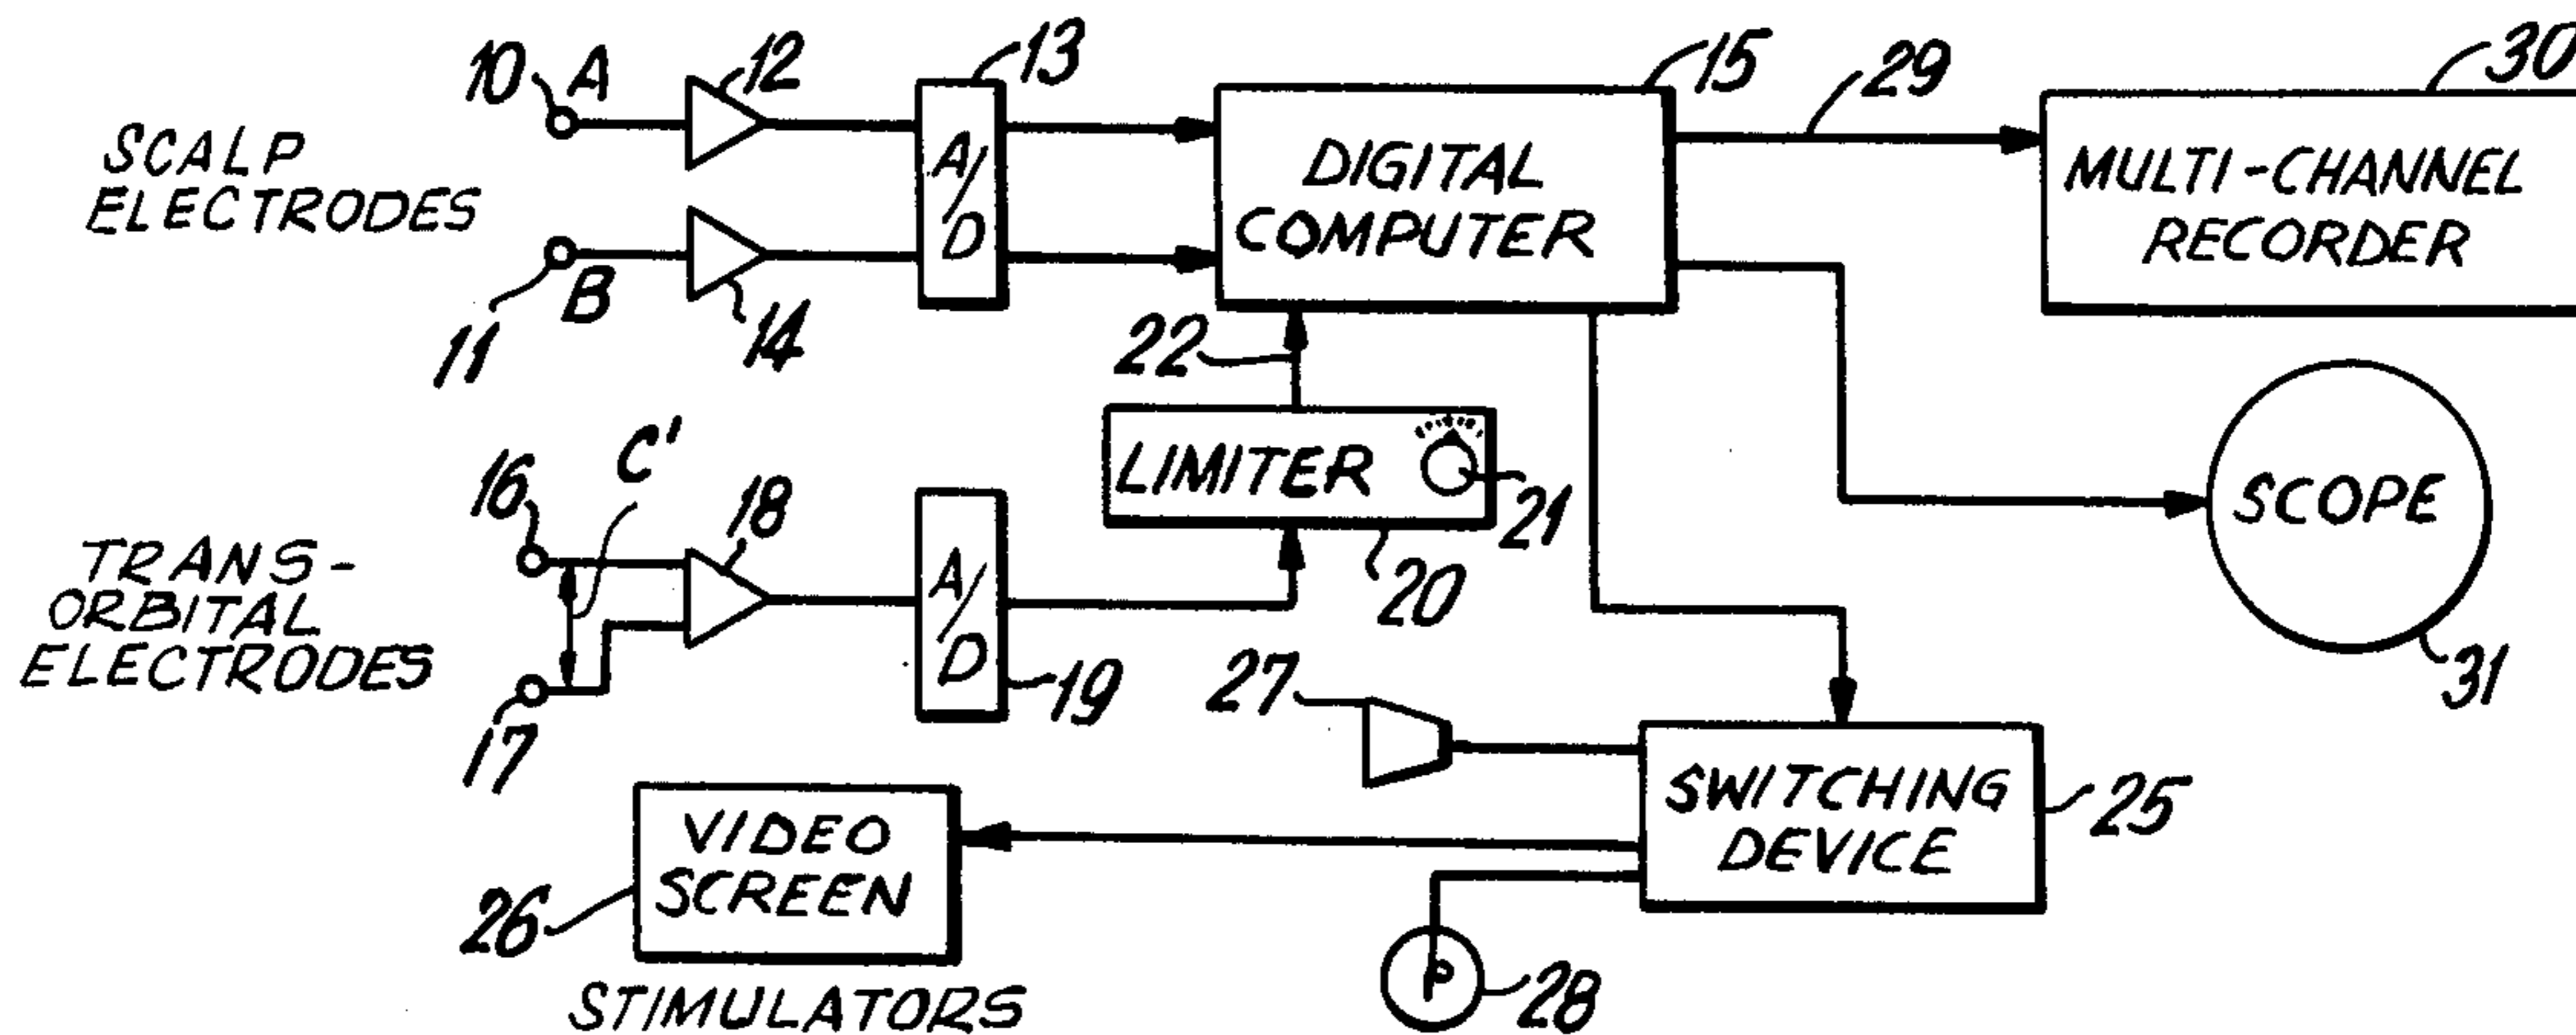 10 A
12
13
15
29
30
SCALP
ELECTRODES
A/D
DIGITAL
COMPUTER
MULTI-CHANNEL
RECORDER
11
B
14
22
C'
16
18
LIMITER
21
SCOPE
TRANS-
ORBITAL
ELECTRODES
A/D
20
17
19
27
31
VIDEO
SCREEN
26
SWITCHING
DEVICE
25
STIMULATORS
P
28